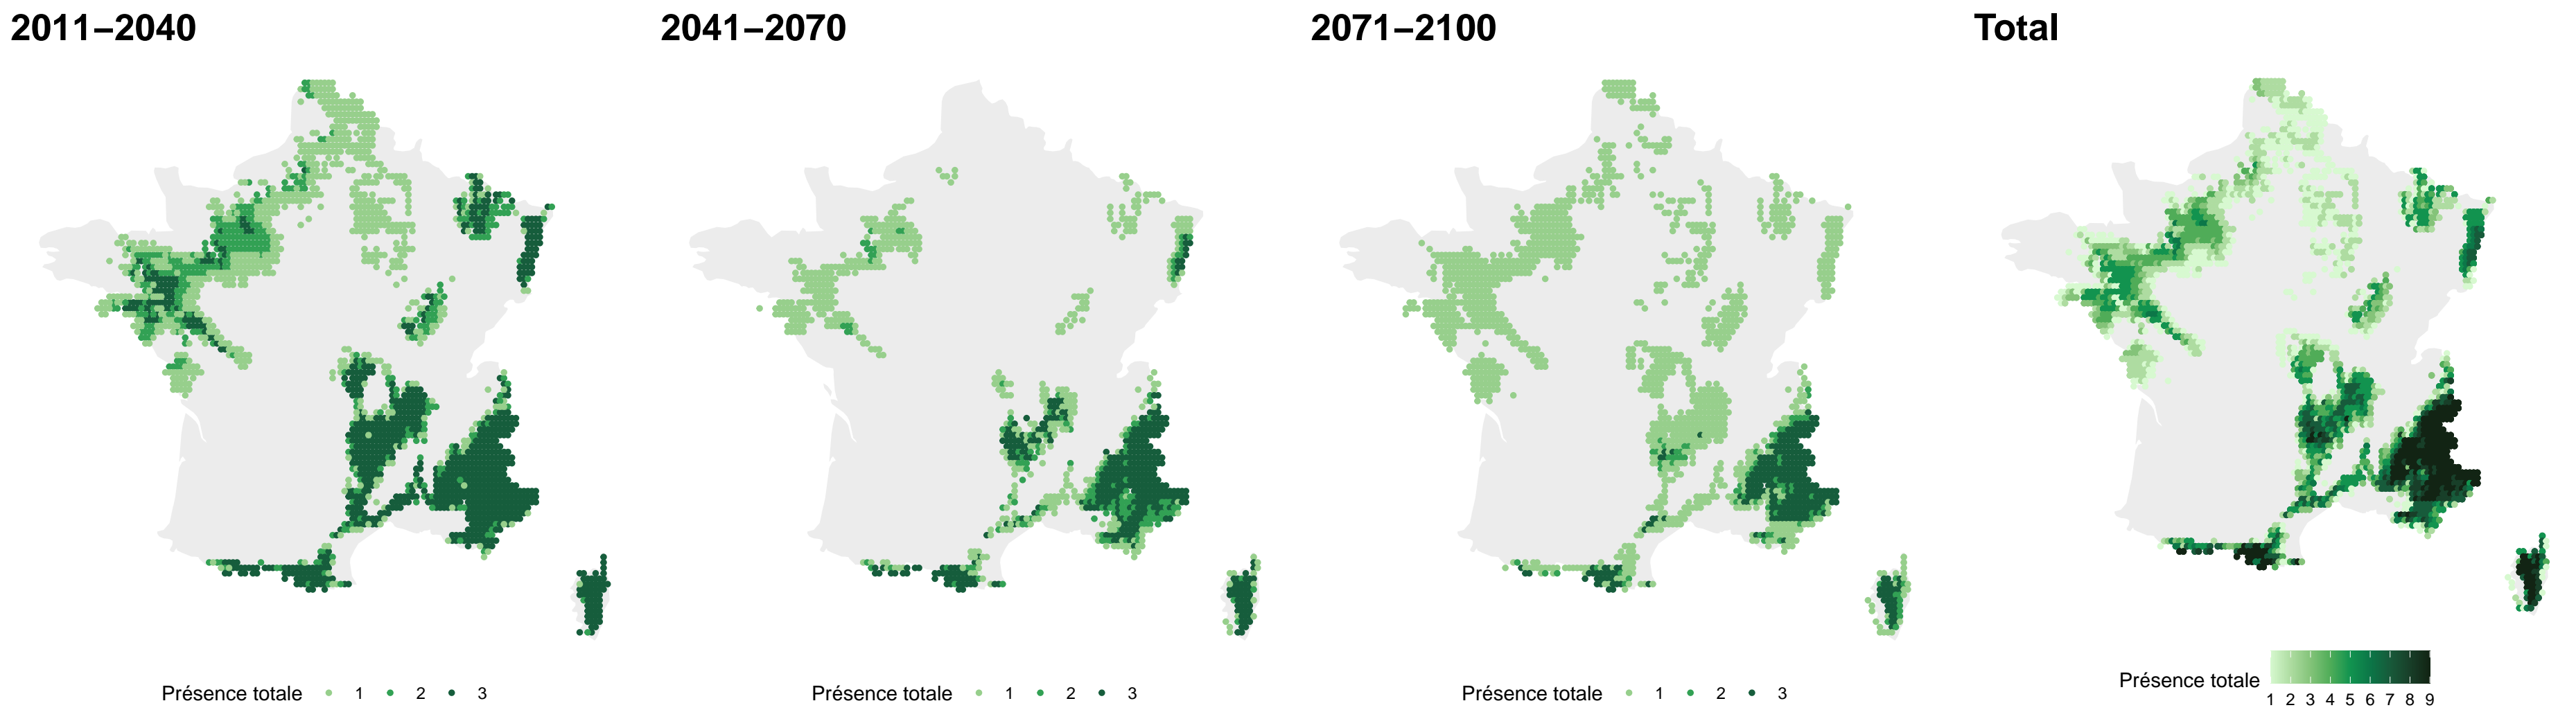 2011–2040 2041–2070 2071–2100 Total
Présence totale 1 2 3 Présence totale 1 2 3 Présence totale 1 2 3 Présence totale
1 2 3 4 5 6 7 8 9